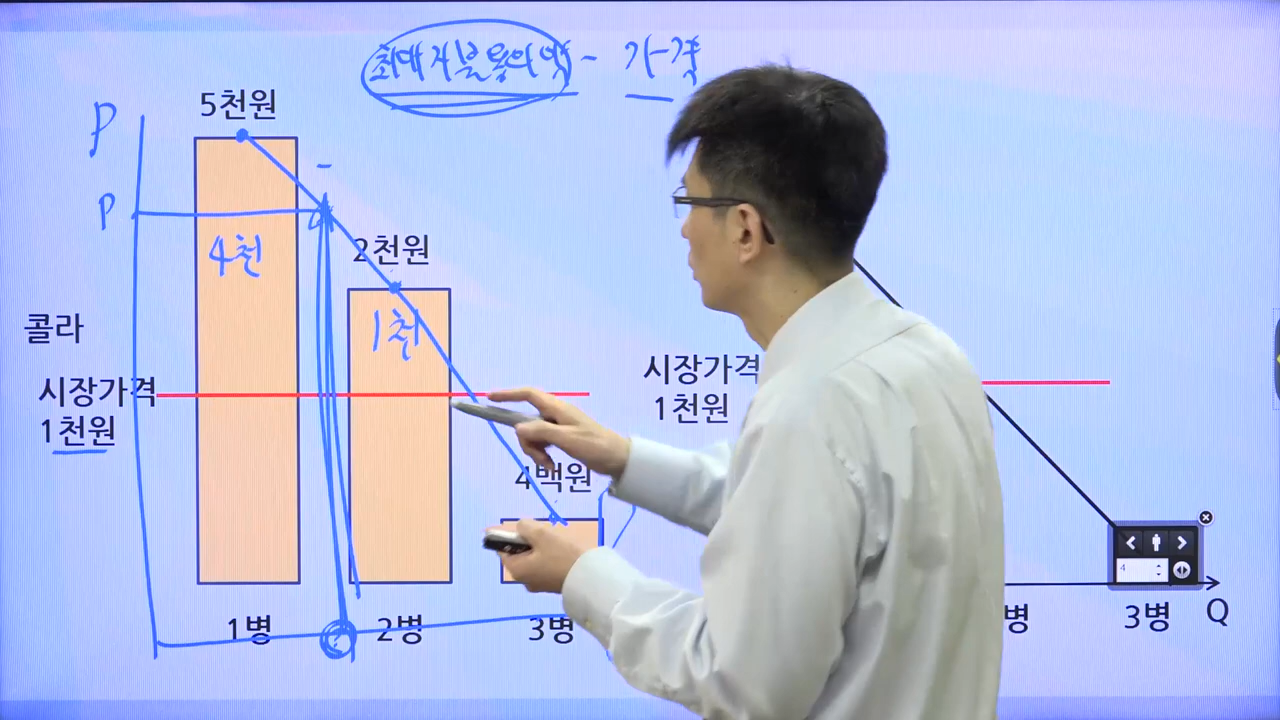 최대지불용의액 - 가격
P
5천원
P
4천
2천원
1천
콜라
시장가격
1천원
4백원
1병
2병
3병
시장가격
1천원
4
병
3병
Q